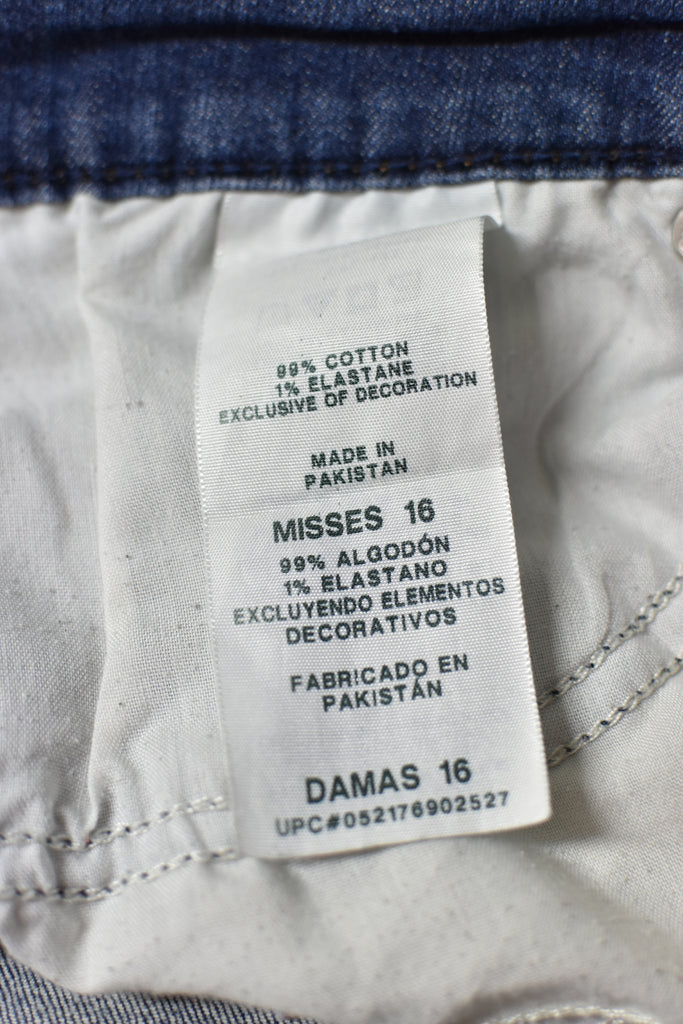 99% COTTON
1% ELASTANE
EXCLUSIVE OF DECORATION
MADE IN
PAKISTAN
MISSES 16
99% ALGODÓN
1% ELASTANO
EXCLUYENDO ELEMENTOS
DECORATIVOS
FABRICADO EN
PAKISTÁN
DAMAS 16
UPC#052176902527